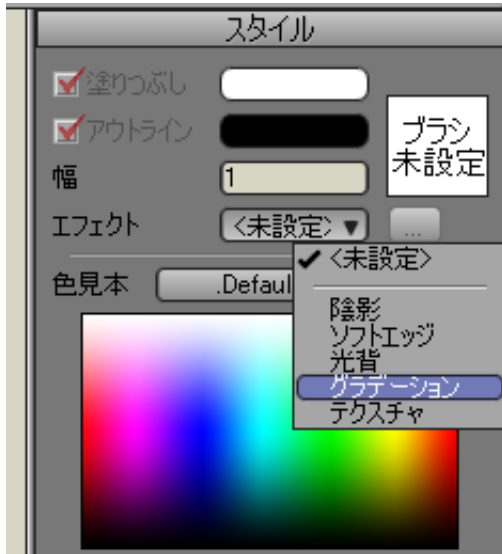 スタイル
塗りつぶし
アウトライン
ブラシ
未設定
幅
1
エフェクト
<未設定>
...
<未設定>
色見本
.Defaul
陰影
ソフトエッジ
光背
グラデーション
テクスチャ